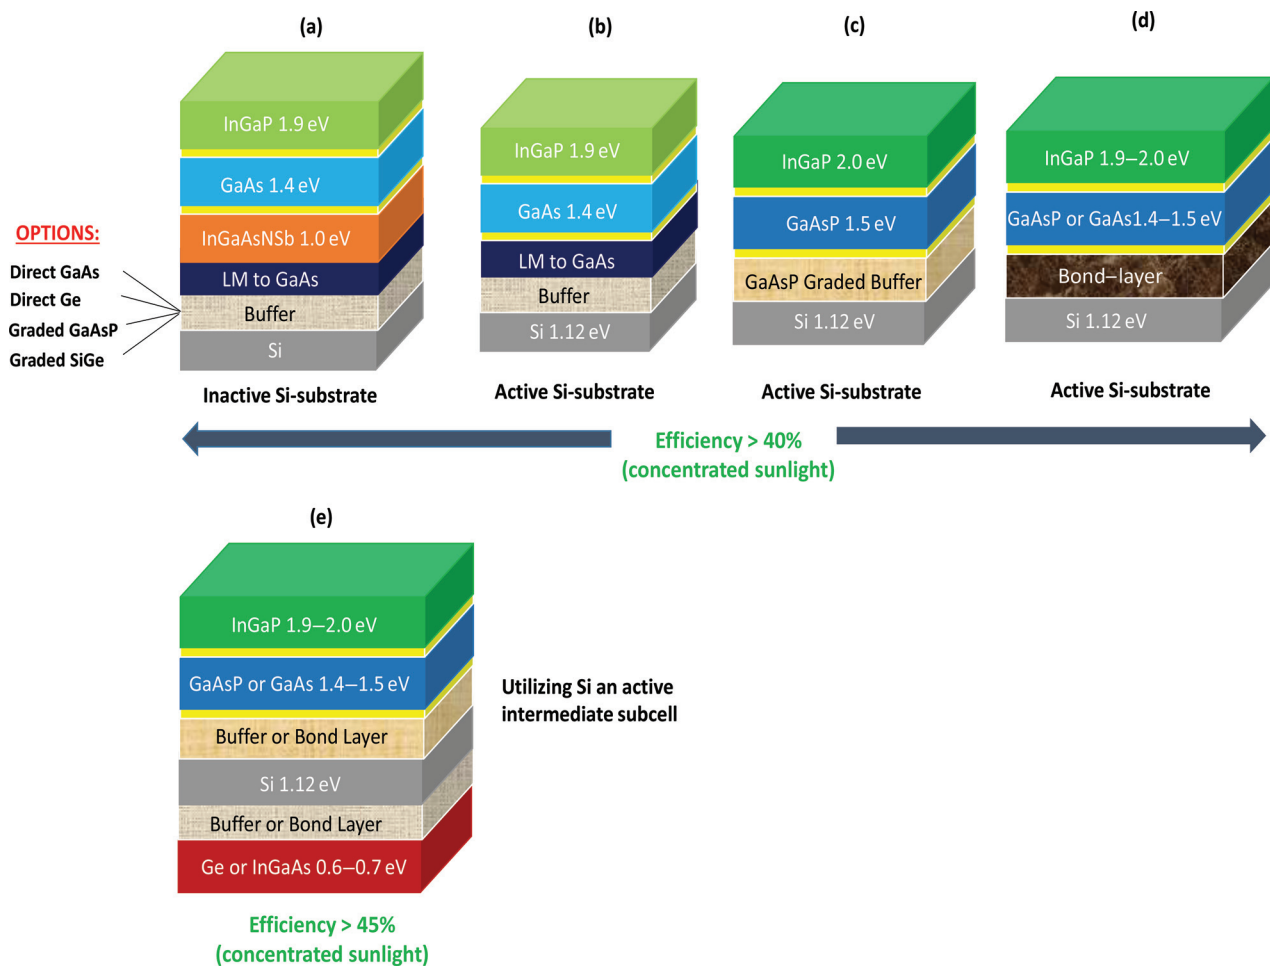 (a)
InGaP 1.9 eV
GaAs 1.4 eV
InGaAsNSb 1.0 eV
LM to GaAs
Buffer
Si
Inactive Si-substrate
OPTIONS:
Direct GaAs
Direct Ge
Graded GaAsP
Graded SiGe
(b)
InGaP 1.9 eV
GaAs 1.4 eV
LM to GaAs
Buffer
Si 1.12 eV
Active Si-substrate
(c)
InGaP 2.0 eV
GaAsP 1.5 eV
GaAsP Graded Buffer
Si 1.12 eV
Active Si-substrate
(d)
InGaP 1.9–2.0 eV
GaAsP or GaAs1.4–1.5 eV
Bond–layer
Si 1.12 eV
Active Si-substrate
Efficiency > 40%
(concentrated sunlight)
(e)
InGaP 1.9–2.0 eV
GaAsP or GaAs 1.4–1.5 eV
Buffer or Bond Layer
Si 1.12 eV
Buffer or Bond Layer
Ge or InGaAs 0.6–0.7 eV
Utilizing Si an active
intermediate subcell
Efficiency > 45%
(concentrated sunlight)